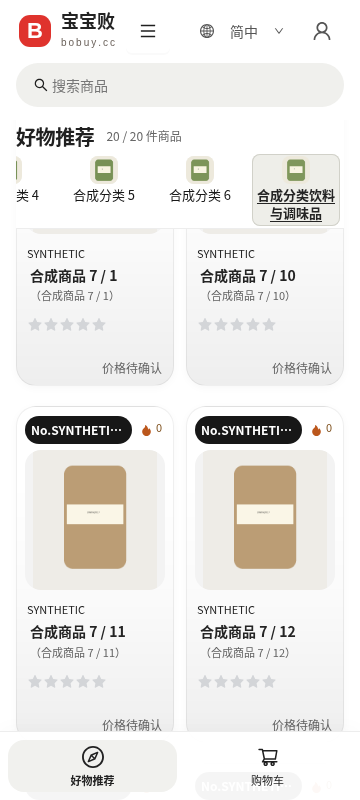 B 宝宝败
bobuy.cc
简中
搜索商品
好物推荐 20 / 20 件商品
类 4
合成分类 5
合成分类 6
合成分类饮料
与调味品
SYNTHETIC
合成商品 7 / 1
（合成商品 7 / 1）
价格待确认
SYNTHETIC
合成商品 7 / 10
（合成商品 7 / 10）
价格待确认
No.SYNTHETI… 0
SYNTHETIC
合成商品 7 / 11
（合成商品 7 / 11）
价格待确认
No.SYNTHETI… 0
SYNTHETIC
合成商品 7 / 12
（合成商品 7 / 12）
价格待确认
好物推荐
购物车